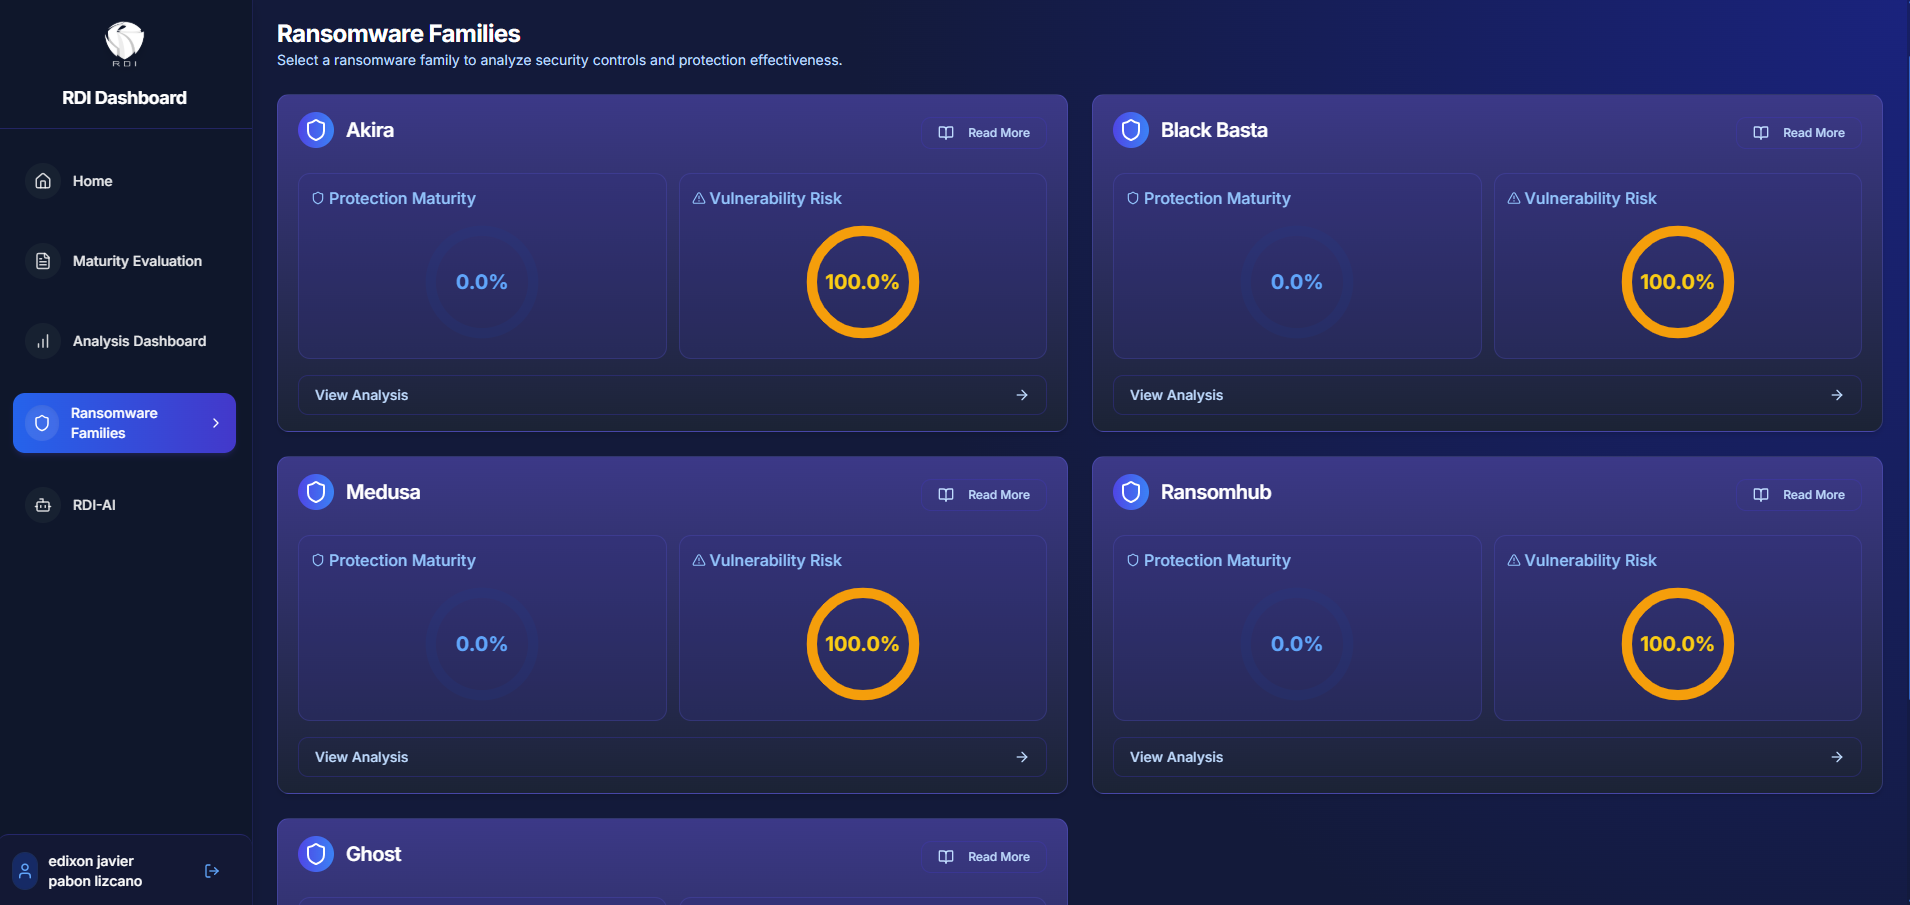 RDI
RDI Dashboard
Home
Maturity Evaluation
Analysis Dashboard
Ransomware
Families
RDI-AI
edixon javier
pabon lizcano
Ransomware Families
Select a ransomware family to analyze security controls and protection effectiveness.
Akira
Read More
Protection Maturity
0.0%
Vulnerability Risk
100.0%
View Analysis
Black Basta
Read More
Protection Maturity
0.0%
Vulnerability Risk
100.0%
View Analysis
Medusa
Read More
Protection Maturity
0.0%
Vulnerability Risk
100.0%
View Analysis
Ransomhub
Read More
Protection Maturity
0.0%
Vulnerability Risk
100.0%
View Analysis
Ghost
Read More